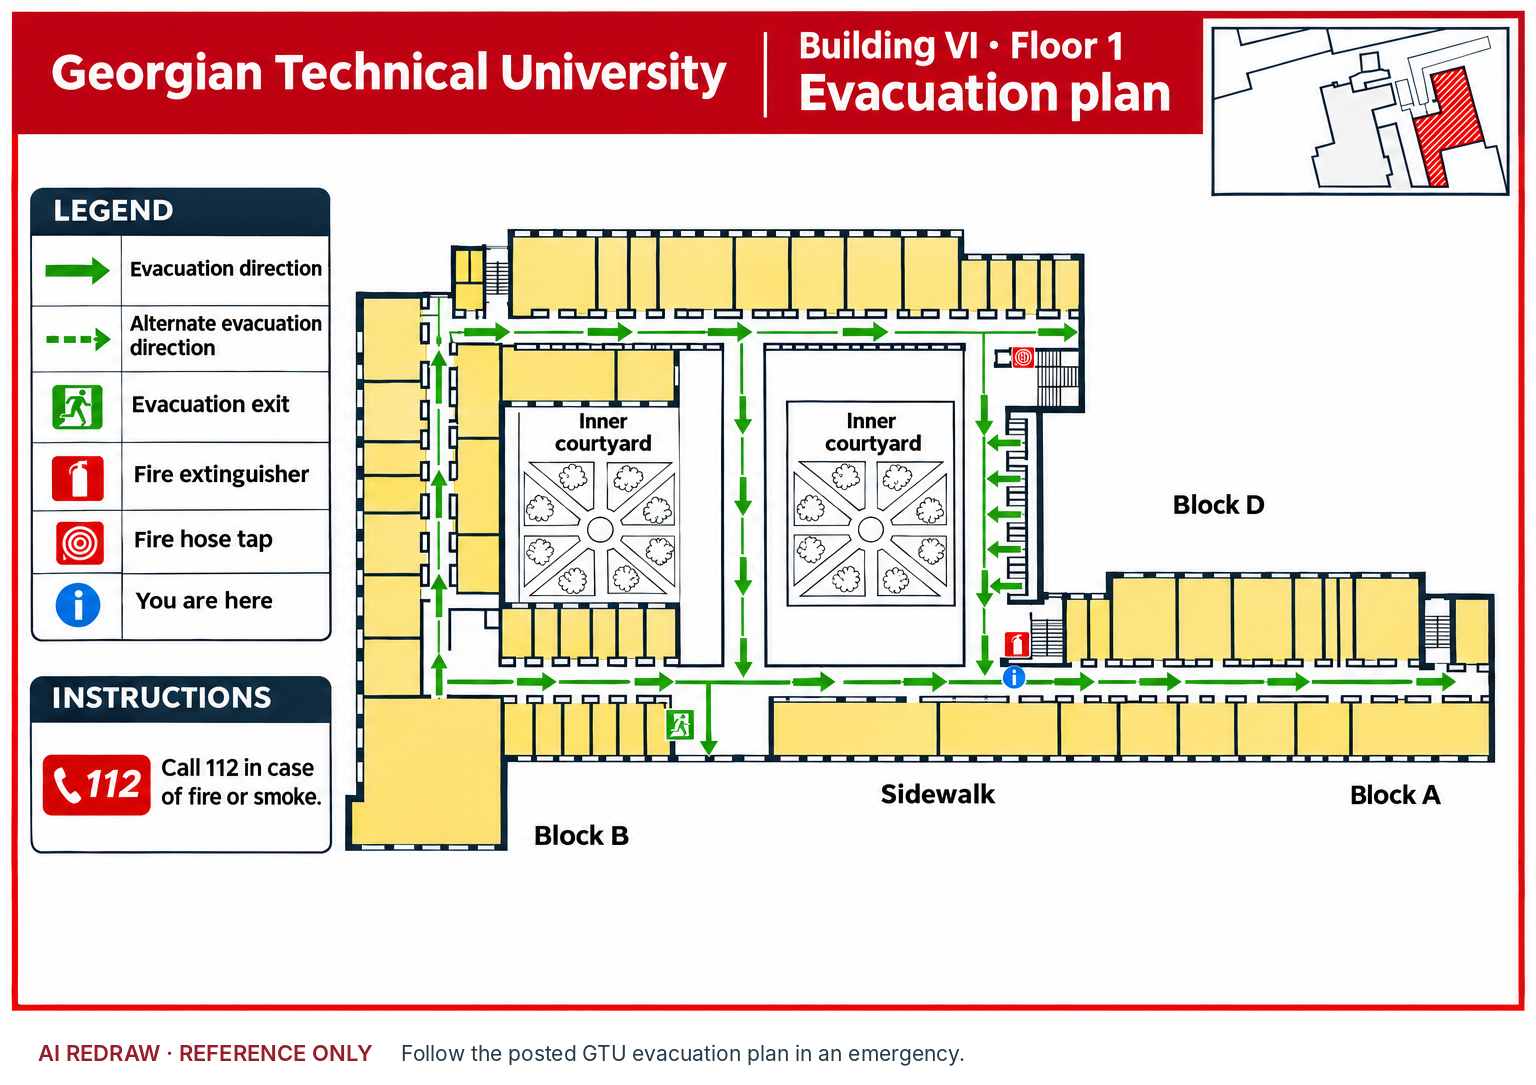 Georgian Technical University
Building VI • Floor 1
Evacuation plan
LEGEND
Evacuation direction
Alternate evacuation
direction
Evacuation exit
Fire extinguisher
Fire hose tap
i
You are here
INSTRUCTIONS
112
Call 112 in case
of fire or smoke.
Inner
courtyard
Inner
courtyard
Block D
i
Sidewalk
Block A
Block B
AI REDRAW · REFERENCE ONLY
Follow the posted GTU evacuation plan in an emergency.